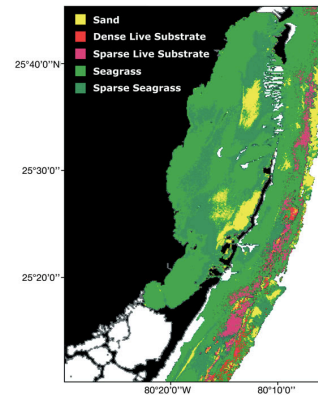 Sand
Dense Live Substrate
Sparse Live Substrate
Seagrass
Sparse Seagrass
25°40'0''N
25°30'0''
25°20'0''
80°20'0''W
80°10'0''